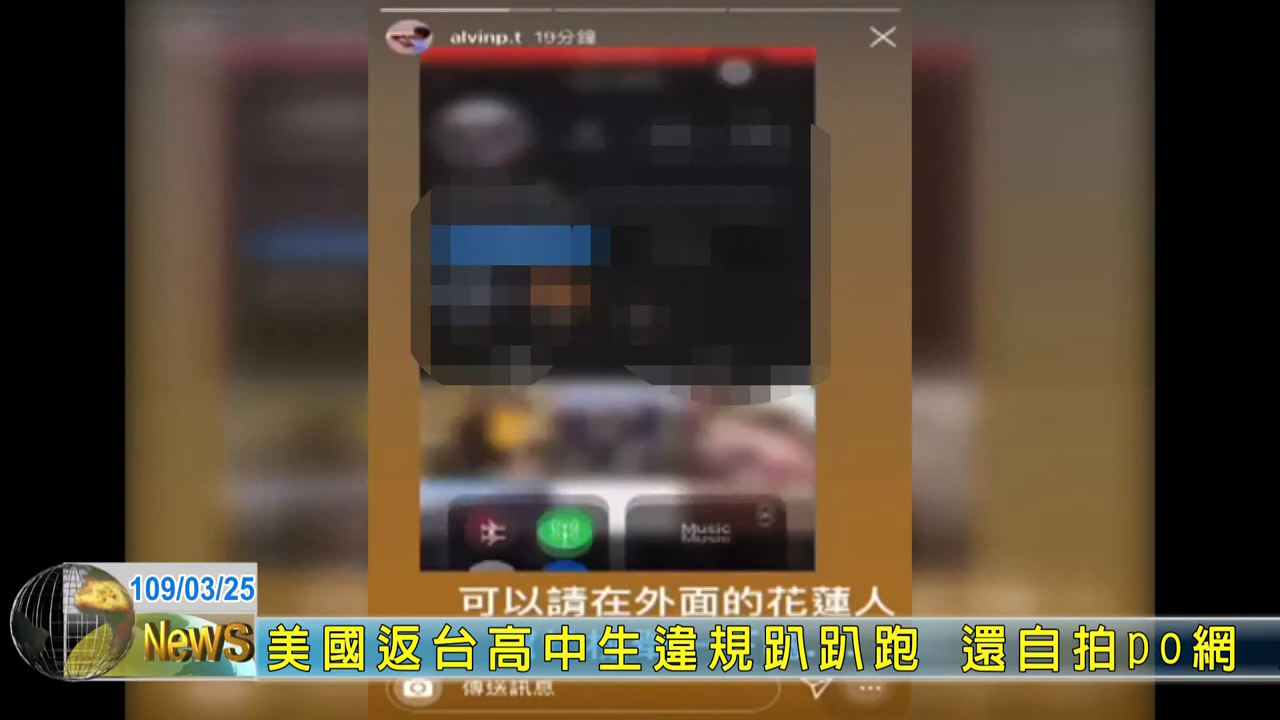 alvinp.t 19分鐘
Music
Music
可以請在外面的花蓮人
109/03/25
News
美國返台高中生違規趴趴跑 還自拍po網
傳送訊息